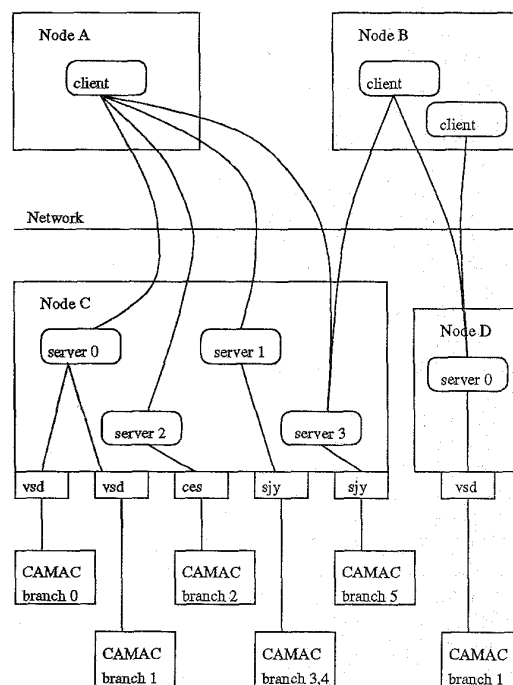 Node A
Node B
client
client
client
Network
Node C
Node D
server 0
server 1
server 0
server 2
server 3
vsd
vsd
ces
sjy
sjy
vsd
CAMAC
branch 0
CAMAC
branch 2
CAMAC
branch 5
CAMAC
branch 1
CAMAC
branch 3,4
CAMAC
branch 1